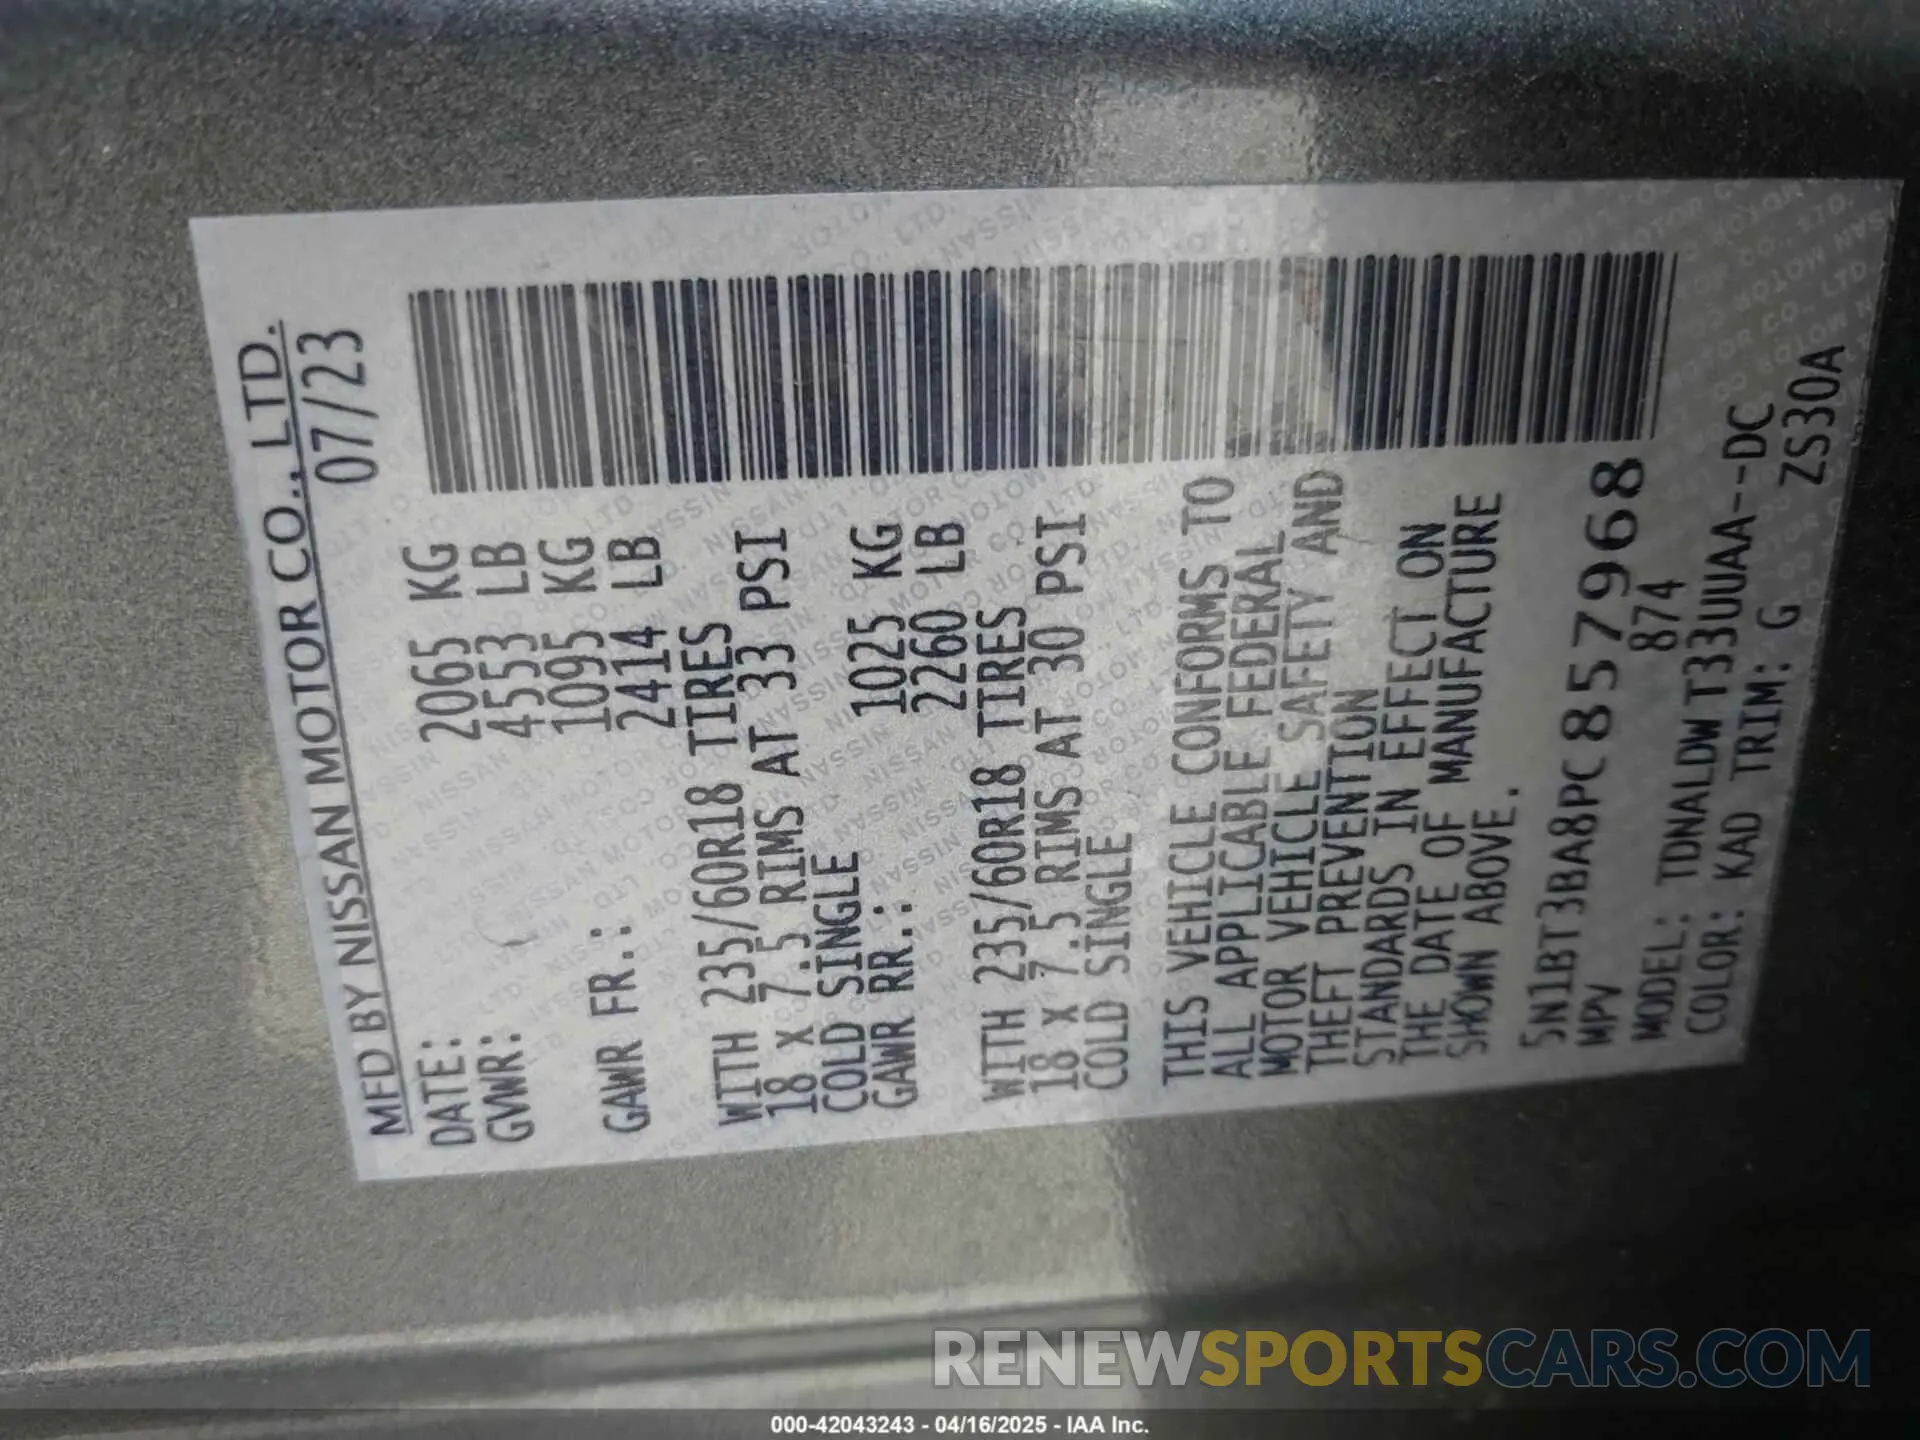 MFD BY NISSAN MOTOR CO., LTD.
DATE: 07/23
GVWR: 2065 KG
4553 LB
GAWR FR.: 1095 KG
2414 LB
WITH 235/60R18 TIRES
18 X 7.5 RIMS AT 33 PSI
COLD SINGLE
GAWR RR.: 1025 KG
2260 LB
WITH 235/60R18 TIRES
18 X 7.5 RIMS AT 30 PSI
COLD SINGLE
THIS VEHICLE CONFORMS TO
ALL APPLICABLE FEDERAL
MOTOR VEHICLE SAFETY AND
THEFT PREVENTION
STANDARDS IN EFFECT ON
THE DATE OF MANUFACTURE
SHOWN ABOVE.
5N1BT3BA8PC857968
MPV 874
MODEL: TDNALDWT33UUAA--DC
COLOR: KAD TRIM: G ZS30A
RENEWSPORTSCARS.COM
000-42043243 - 04/16/2025 - IAA Inc.